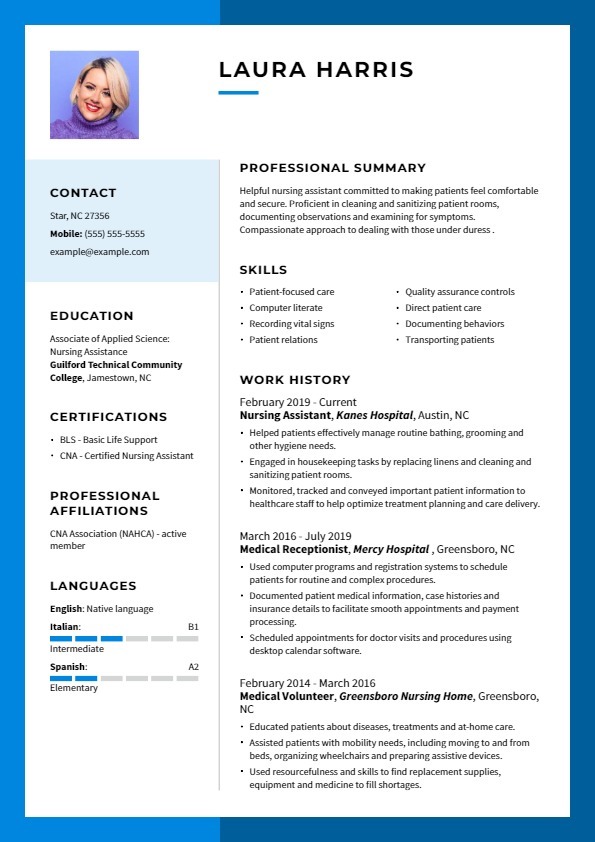 LAURA HARRIS
CONTACT
Star, NC 27356
Mobile: (555) 555-5555
example@example.com
EDUCATION
Associate of Applied Science:
Nursing Assistance
Guilford Technical Community
College, Jamestown, NC
CERTIFICATIONS
• BLS - Basic Life Support
• CNA - Certified Nursing Assistant
PROFESSIONAL
AFFILIATIONS
CNA Association (NAHCA) - active
member
LANGUAGES
English: Native language
Italian: B1
Intermediate
Spanish: A2
Elementary
PROFESSIONAL SUMMARY
Helpful nursing assistant committed to making patients feel comfortable
and secure. Proficient in cleaning and sanitizing patient rooms,
documenting observations and examining for symptoms.
Compassionate approach to dealing with those under duress .
SKILLS
• Patient-focused care
• Computer literate
• Recording vital signs
• Patient relations
• Quality assurance controls
• Direct patient care
• Documenting behaviors
• Transporting patients
WORK HISTORY
February 2019 - Current
Nursing Assistant, Kanes Hospital, Austin, NC
• Helped patients effectively manage routine bathing, grooming and
other hygiene needs.
• Engaged in housekeeping tasks by replacing linens and cleaning and
sanitizing patient rooms.
• Monitored, tracked and conveyed important patient information to
healthcare staff to help optimize treatment planning and care delivery.
March 2016 - July 2019
Medical Receptionist, Mercy Hospital , Greensboro, NC
• Used computer programs and registration systems to schedule
patients for routine and complex procedures.
• Documented patient medical information, case histories and
insurance details to facilitate smooth appointments and payment
processing.
• Scheduled appointments for doctor visits and procedures using
desktop calendar software.
February 2014 - March 2016
Medical Volunteer, Greensboro Nursing Home, Greensboro,
NC
• Educated patients about diseases, treatments and at-home care.
• Assisted patients with mobility needs, including moving to and from
beds, organizing wheelchairs and preparing assistive devices.
• Used resourcefulness and skills to find replacement supplies,
equipment and medicine to fill shortages.